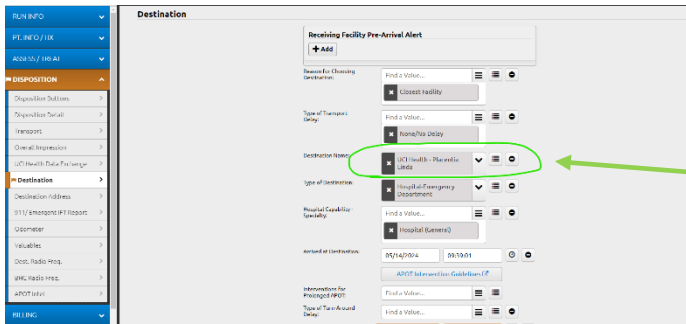 RUN INFO
PT. INFO / HX
ASSESS / TREAT
DISPOSITION
Disposition Buttons
Disposition Detail
Transport
Overall Impression
UCI Health Data Exchange
Destination
Destination Address
911/ Emergent IFT Report
Odometer
Valuables
Dest. Radio Freq.
BHC Radio Freq.
APOT Intel
BILLING
Destination
Receiving Facility Pre-Arrival Alert
+ Add
Reason for Choosing
Destination:
Find a Value...
Closest Facility
Type of Transport
Delay:
Find a Value...
None/No Delay
Destination Name:
UCI Health - Placentia
Linda
Type of Destination:
Hospital-Emergency
Department
Hospital Capability -
Specialty:
Find a Value...
Hospital (General)
Arrived at Destination:
05/14/2024
09:39:01
APOT Intervention Guidelines
Interventions for
Prolonged APOT:
Find a Value...
Type of Turn-Around
Delay:
Find a Value...